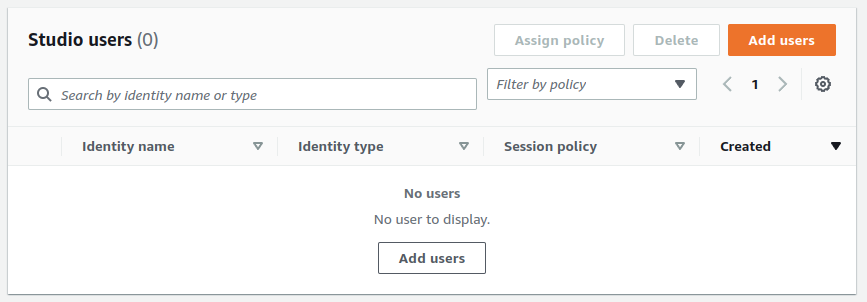 Studio users (0)
Assign policy
Delete
Add users
Search by identity name or type
Filter by policy
1
Identity name
Identity type
Session policy
Created
No users
No user to display.
Add users